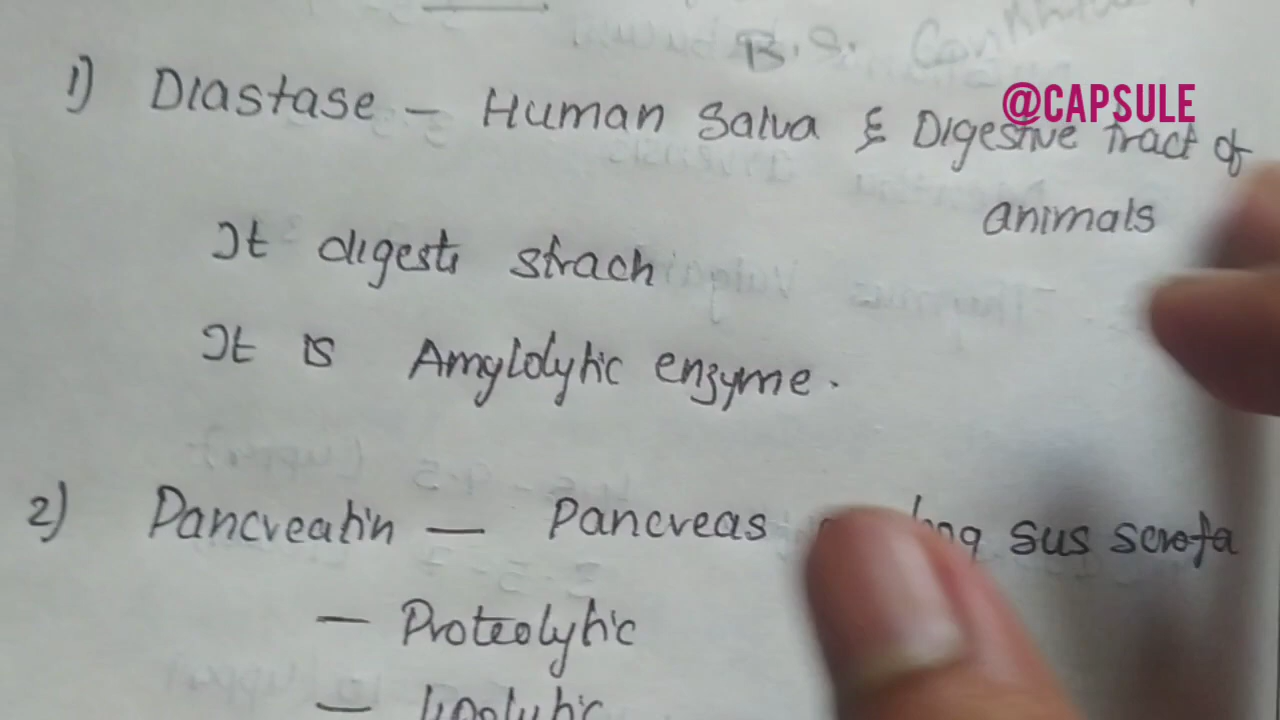 @CAPSULE
1) Diastase – Human Saliva & Digestive tract of
animals
It digests strach
It is Amylolytic enzyme.
2) Pancreatin — Pancreas sus scrofa
— Proteolytic
— lipolytic